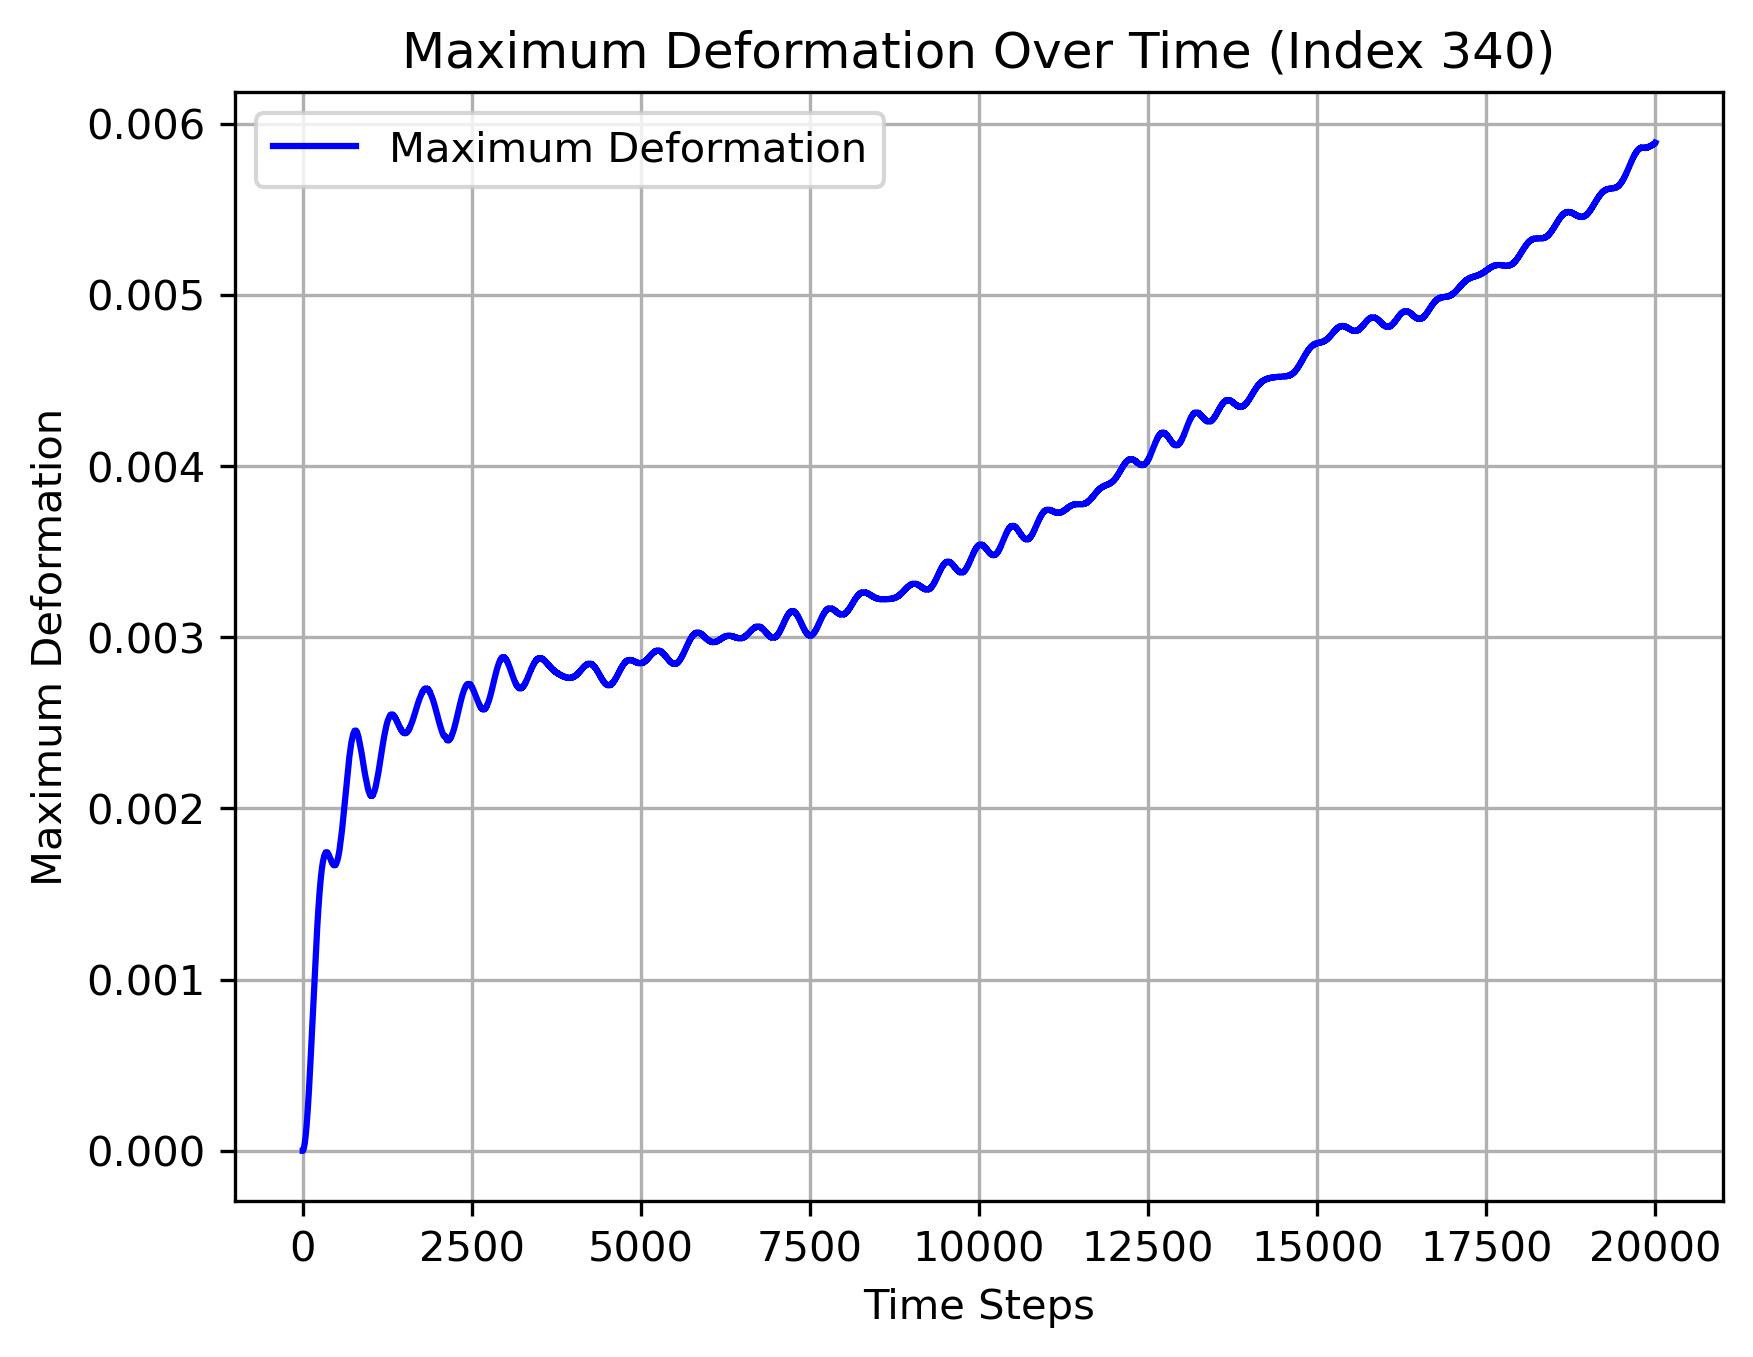 Maximum Deformation Over Time (Index 340)
Maximum Deformation
0.006
0.005
0.004
0.003
0.002
0.001
0.000
Maximum Deformation
0 2500 5000 7500 10000 12500 15000 17500 20000
Time Steps